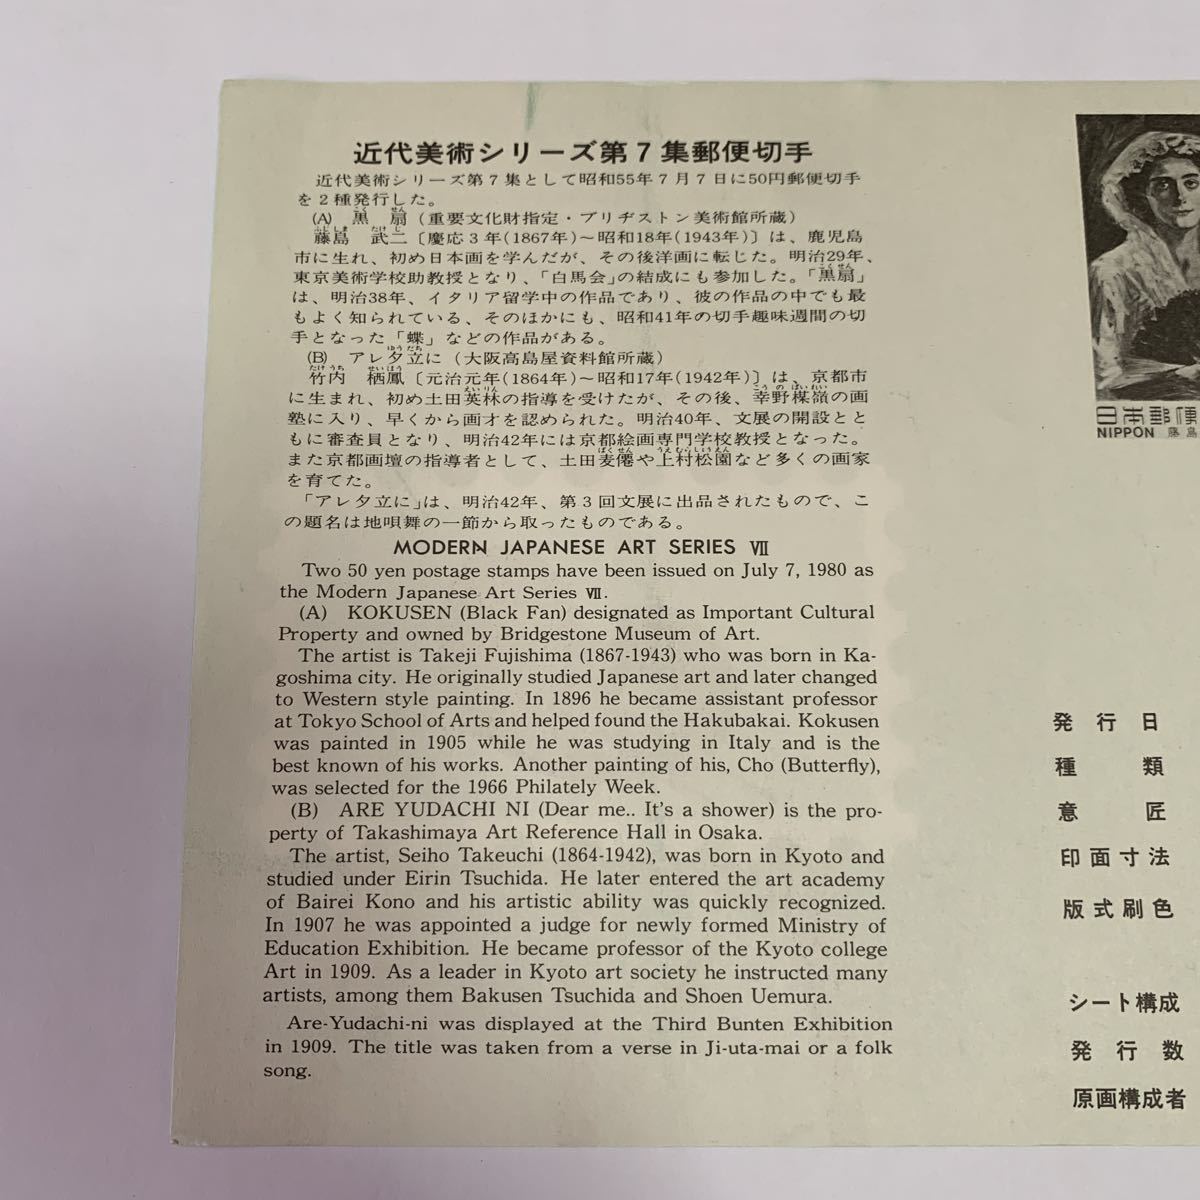 近代美術シリーズ第7集郵便切手
近代美術シリーズ第7集として昭和55年7月7日に50円郵便切手
を2種発行した。
(A) 黒扇(重要文化財指定・ブリヂストン美術館所蔵)
藤島 武二〔慶応3年(1867年)〜昭和18年(1943年)〕は、鹿児島
市に生れ、初め日本画を学んだが、その後洋画に転じた。明治29年、
東京美術学校助教授となり、「白馬会」の結成にも参加した。「黒扇」
は、明治38年、イタリア留学中の作品であり、彼の作品の中でも最
もよく知られている、そのほかにも、昭和41年の切手趣味週間の切
手となった「蝶」などの作品がある。
(B) アレ夕立に(大阪高島屋資料館所蔵)
竹内 栖鳳〔元治元年(1864年)〜昭和17年(1942年)〕は、京都市
に生まれ、初め土田英林の指導を受けたが、その後、幸野楳嶺の画
塾に入り、早くから画才を認められた。明治40年、文展の開設とと
もに審査員となり、明治42年には京都絵画専門学校教授となった。
また京都画壇の指導者として、土田麦僊や上村松園など多くの画家
を育てた。
「アレ夕立に」は、明治42年、第3回文展に出品されたもので、こ
の題名は地唄舞の一節から取ったものである。
MODERN JAPANESE ART SERIES Ⅶ
Two 50 yen postage stamps have been issued on July 7, 1980 as
the Modern Japanese Art Series Ⅶ.
(A) KOKUSEN (Black Fan) designated as Important Cultural
Property and owned by Bridgestone Museum of Art.
The artist is Takeji Fujishima (1867-1943) who was born in Ka-
goshima city. He originally studied Japanese art and later changed
to Western style painting. In 1896 he became assistant professor
at Tokyo School of Arts and helped found the Hakubakai. Kokusen
was painted in 1905 while he was studying in Italy and is the
best known of his works. Another painting of his, Cho (Butterfly),
was selected for the 1966 Philately Week.
(B) ARE YUDACHI NI (Dear me.. It's a shower) is the pro-
perty of Takashimaya Art Reference Hall in Osaka.
The artist, Seiho Takeuchi (1864-1942), was born in Kyoto and
studied under Eirin Tsuchida. He later entered the art academy
of Bairei Kono and his artistic ability was quickly recognized.
In 1907 he was appointed a judge for newly formed Ministry of
Education Exhibition. He became professor of the Kyoto college
Art in 1909. As a leader in Kyoto art society he instructed many
artists, among them Bakusen Tsuchida and Shoen Uemura.
Are-Yudachi-ni was displayed at the Third Bunten Exhibition
in 1909. The title was taken from a verse in Ji-uta-mai or a folk
song.
日本郵便
NIPPON 藤島
発行日
種類
意匠
印面寸法
版式刷色
シート構成
発行数
原画構成者